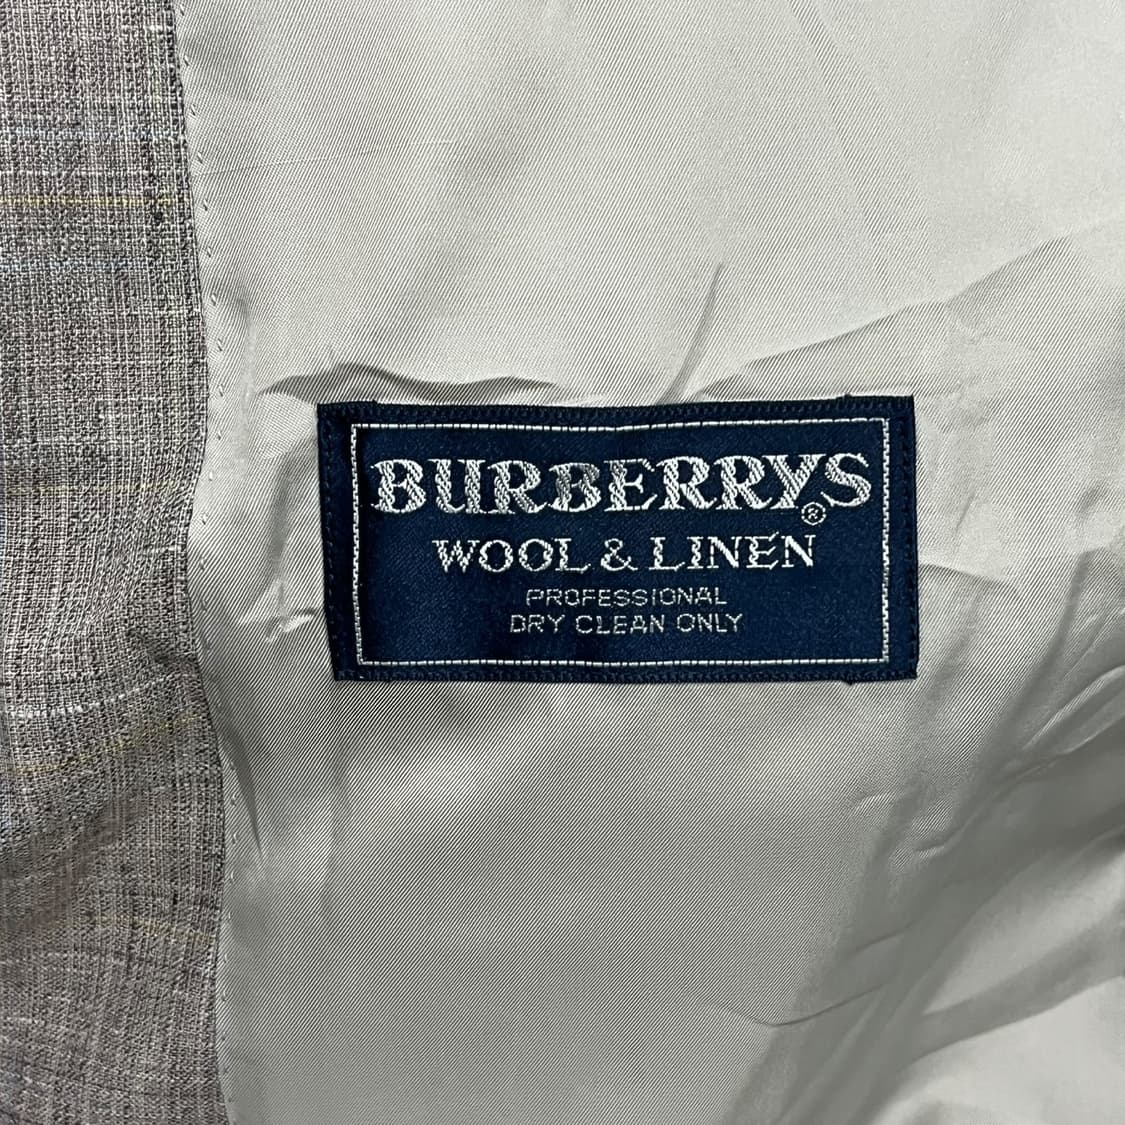 BURBERRYS®
WOOL & LINEN
PROFESSIONAL
DRY CLEAN ONLY